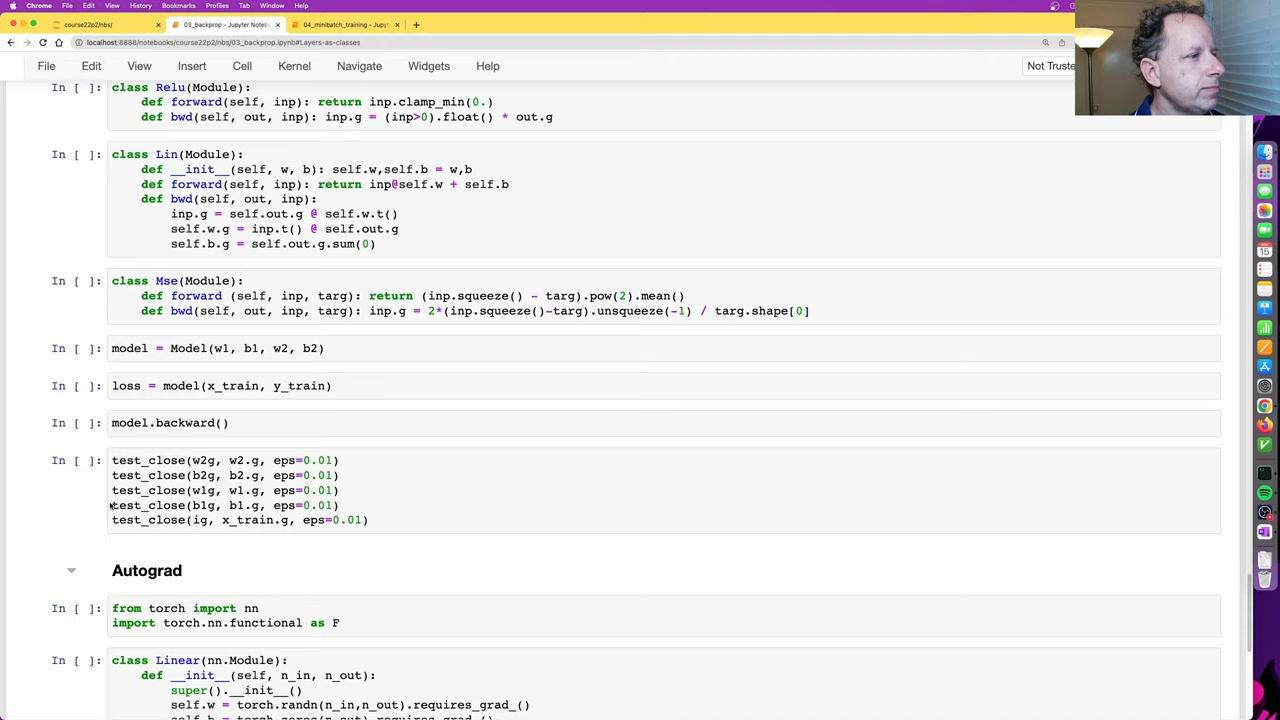 Chrome File Edit View History Bookmarks Profiles Tab Window Help
course22p2/nbs/
03_backprop - Jupyter Noteb
04_minibatch_training - Jupyt
localhost:8888/notebooks/course22p2/nbs/03_backprop.ipynb#Layers-as-classes
File Edit View Insert Cell Kernel Navigate Widgets Help
Not Truste
In [ ]: class Relu(Module):
def forward(self, inp): return inp.clamp_min(0.)
def bwd(self, out, inp): inp.g = (inp>0).float() * out.g
In [ ]: class Lin(Module):
def __init__(self, w, b): self.w,self.b = w,b
def forward(self, inp): return inp@self.w + self.b
def bwd(self, out, inp):
inp.g = self.out.g @ self.w.t()
self.w.g = inp.t() @ self.out.g
self.b.g = self.out.g.sum(0)
In [ ]: class Mse(Module):
def forward (self, inp, targ): return (inp.squeeze() - targ).pow(2).mean()
def bwd(self, out, inp, targ): inp.g = 2*(inp.squeeze()-targ).unsqueeze(-1) / targ.shape[0]
In [ ]: model = Model(w1, b1, w2, b2)
In [ ]: loss = model(x_train, y_train)
In [ ]: model.backward()
In [ ]: test_close(w2g, w2.g, eps=0.01)
test_close(b2g, b2.g, eps=0.01)
test_close(w1g, w1.g, eps=0.01)
test_close(b1g, b1.g, eps=0.01)
test_close(ig, x_train.g, eps=0.01)
Autograd
In [ ]: from torch import nn
import torch.nn.functional as F
In [ ]: class Linear(nn.Module):
def __init__(self, n_in, n_out):
super().__init__()
self.w = torch.randn(n_in,n_out).requires_grad_()
self.b = torch.zeros(n_out).requires_grad_()
15